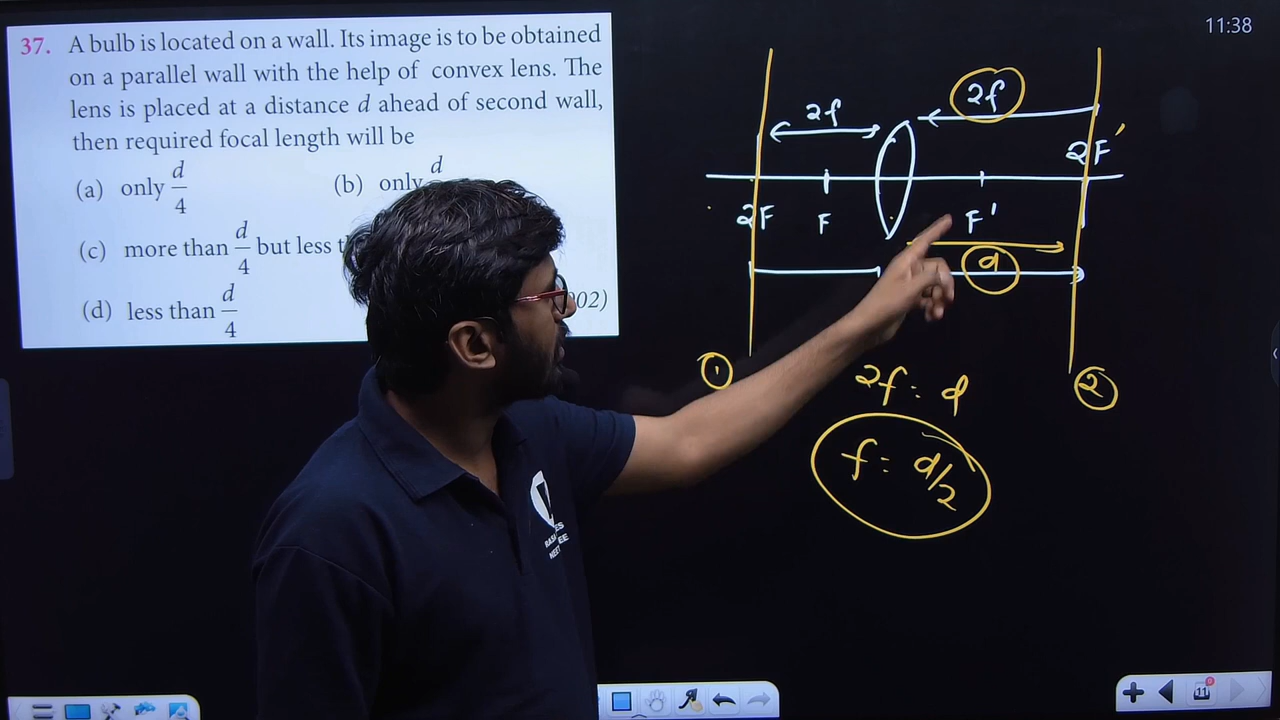 11:38
37. A bulb is located on a wall. Its image is to be obtained
on a parallel wall with the help of convex lens. The
lens is placed at a distance d ahead of second wall,
then required focal length will be
(a) only d/4
(b) only d
(c) more than d/4 but less t
(d) less than d/4
002)
2f
2f
2F'
2F
F
F'
d
1
2
2f = d
f = d/2
11